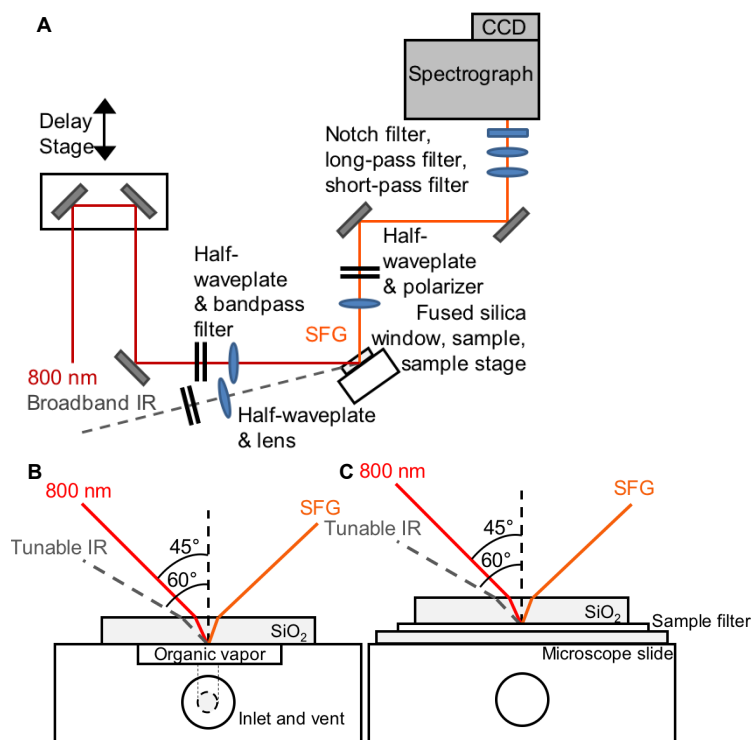 A
CCD
Spectrograph
Delay
Stage
Notch filter,
long-pass filter,
short-pass filter
Half-
waveplate
& bandpass
filter
Half-
waveplate
& polarizer
SFG
Fused silica
window, sample,
sample stage
800 nm
Broadband IR
Half-waveplate
& lens
B
800 nm
SFG
Tunable IR
45°
60°
SiO2
Organic vapor
Inlet and vent
C
800 nm
SFG
Tunable IR
45°
60°
SiO2
Sample filter
Microscope slide